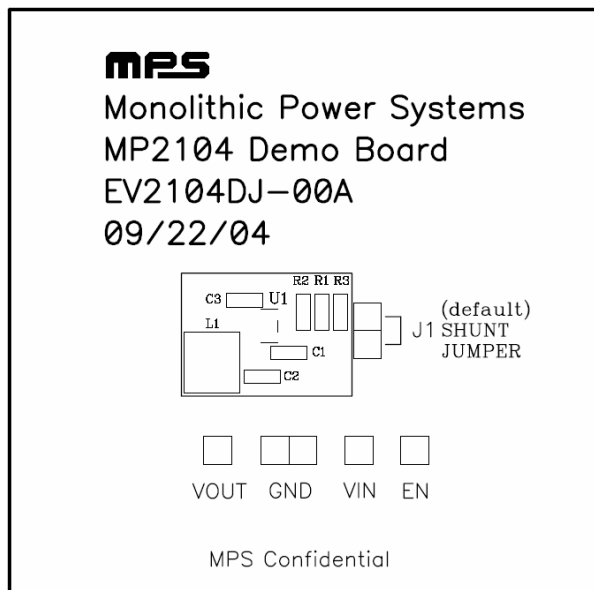 mps
Monolithic Power Systems
MP2104 Demo Board
EV2104DJ-00A
09/22/04
R2 R1 R3
C3 U1
L1
(default)
J1 SHUNT
JUMPER
C1
C2
VOUT GND VIN EN
MPS Confidential